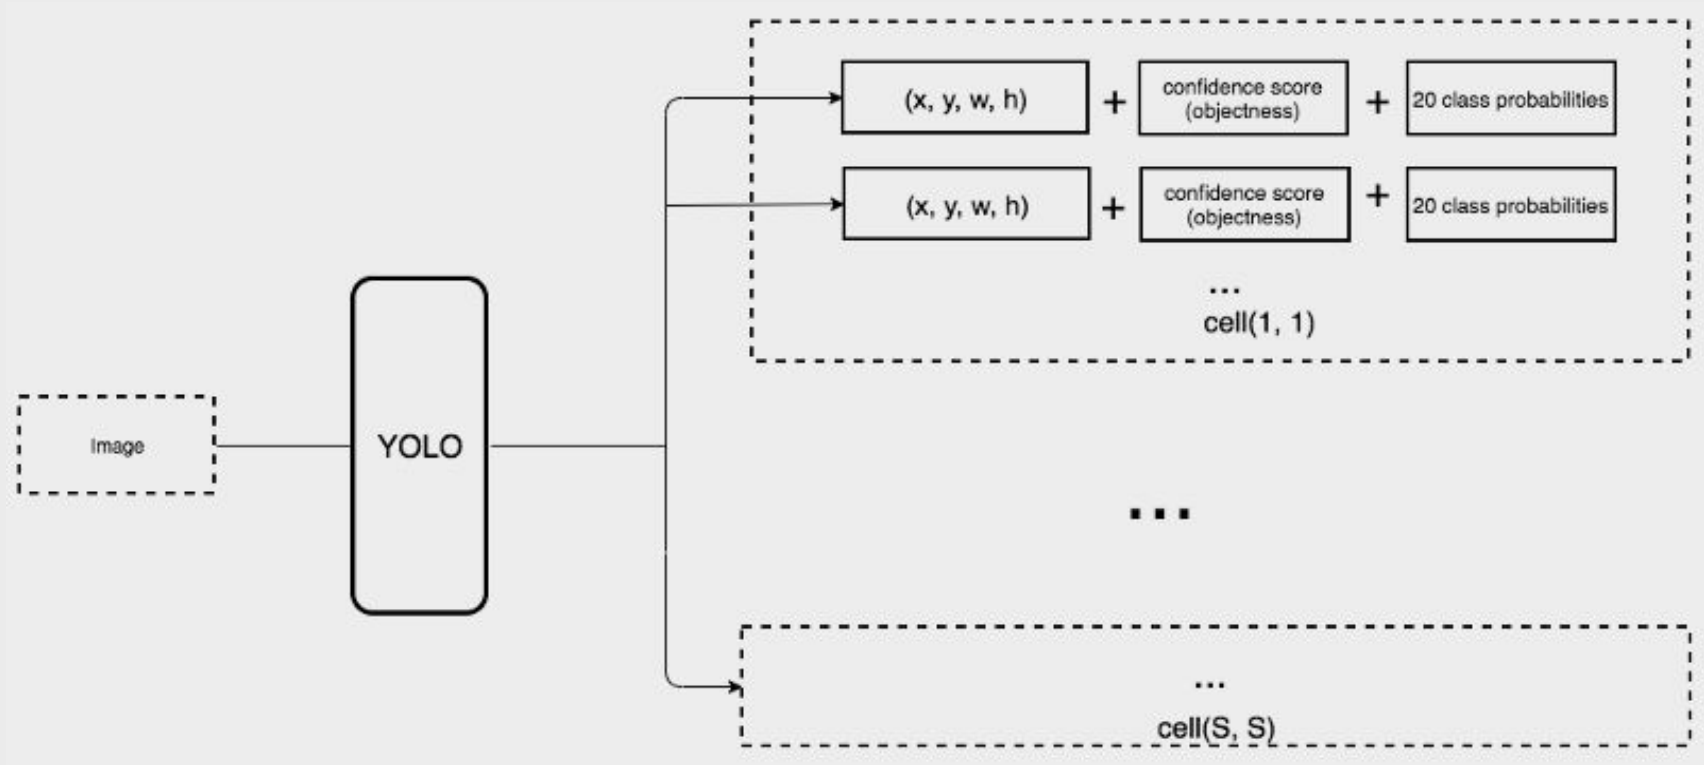 (x, y, w, h) + confidence score (objectness) + 20 class probabilities
(x, y, w, h) + confidence score (objectness) + 20 class probabilities
...
cell(1, 1)
Image
YOLO
...
...
cell(S, S)